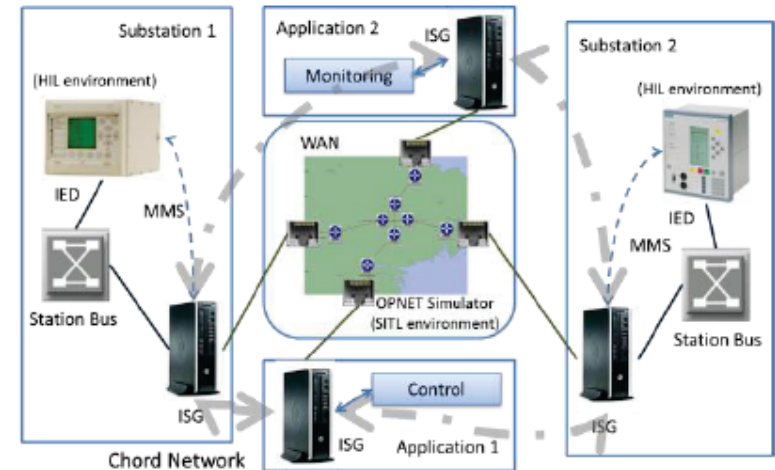 Substation 1
(HIL environment)
IED
MMS
Station Bus
ISG
Chord Network
Application 2
ISG
Monitoring
WAN
OPNET Simulator
(SITL environment)
Control
ISG
Application 1
Substation 2
(HIL environment)
IED
MMS
Station Bus
ISG